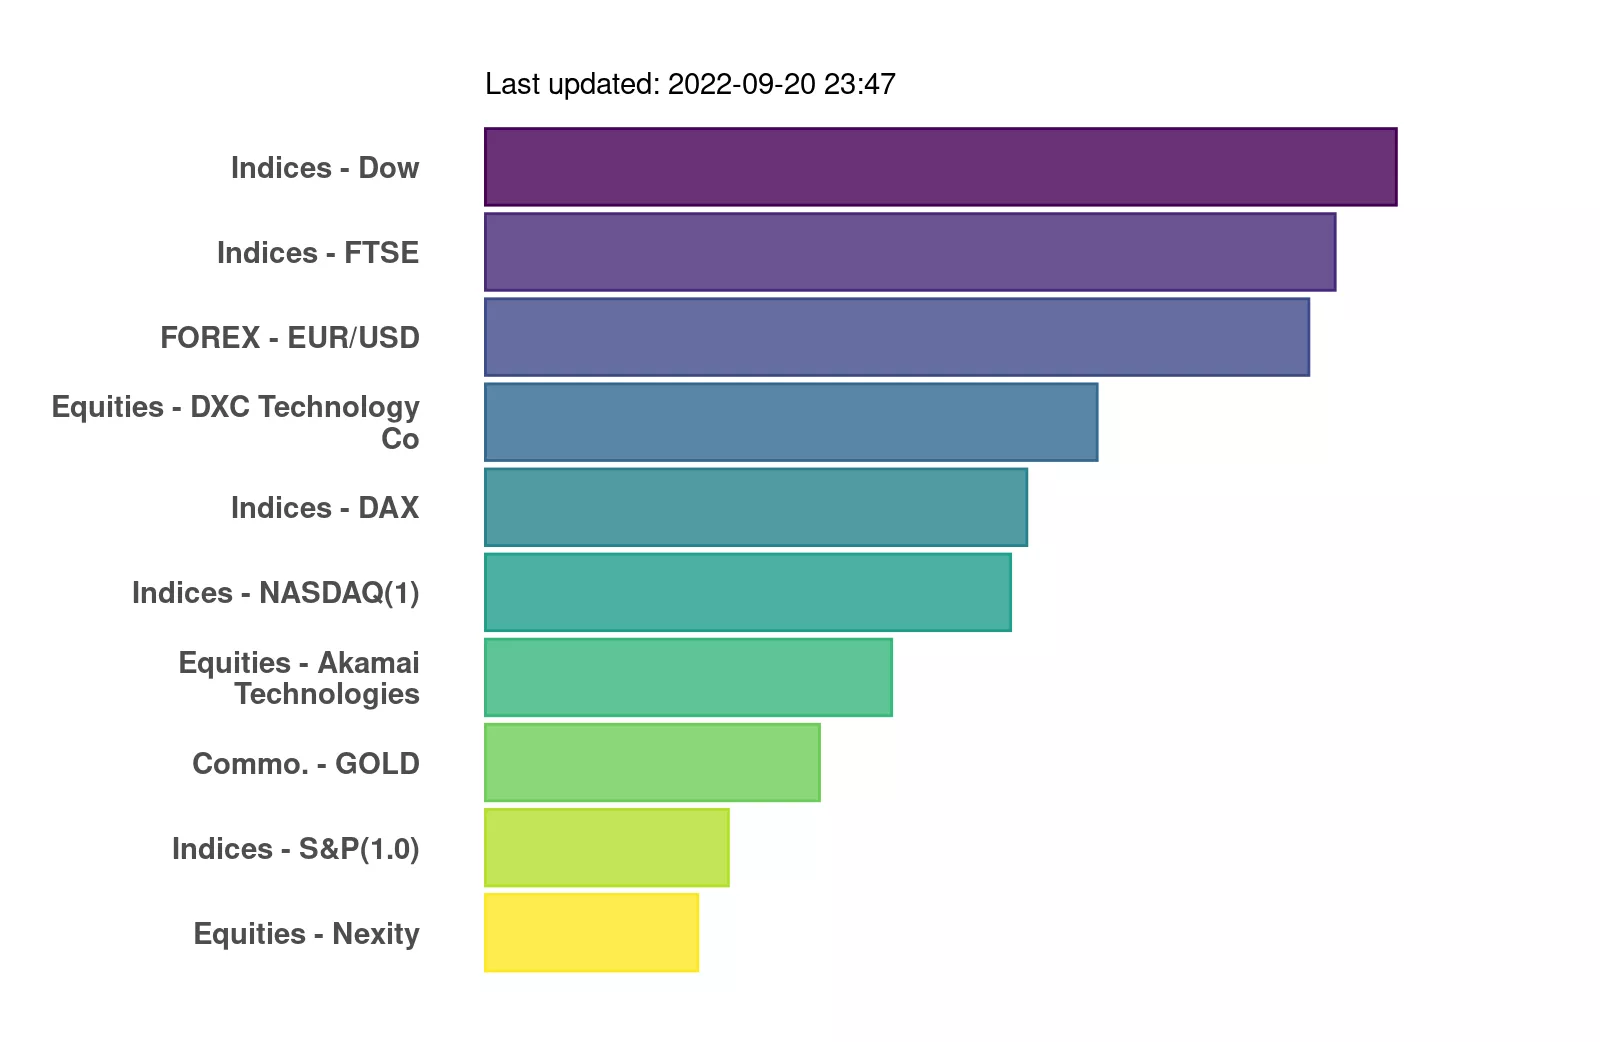 Last updated: 2022-09-20 23:47
Indices - Dow
Indices - FTSE
FOREX - EUR/USD
Equities - DXC Technology
Co
Indices - DAX
Indices - NASDAQ(1)
Equities - Akamai
Technologies
Commo. - GOLD
Indices - S&P(1.0)
Equities - Nexity